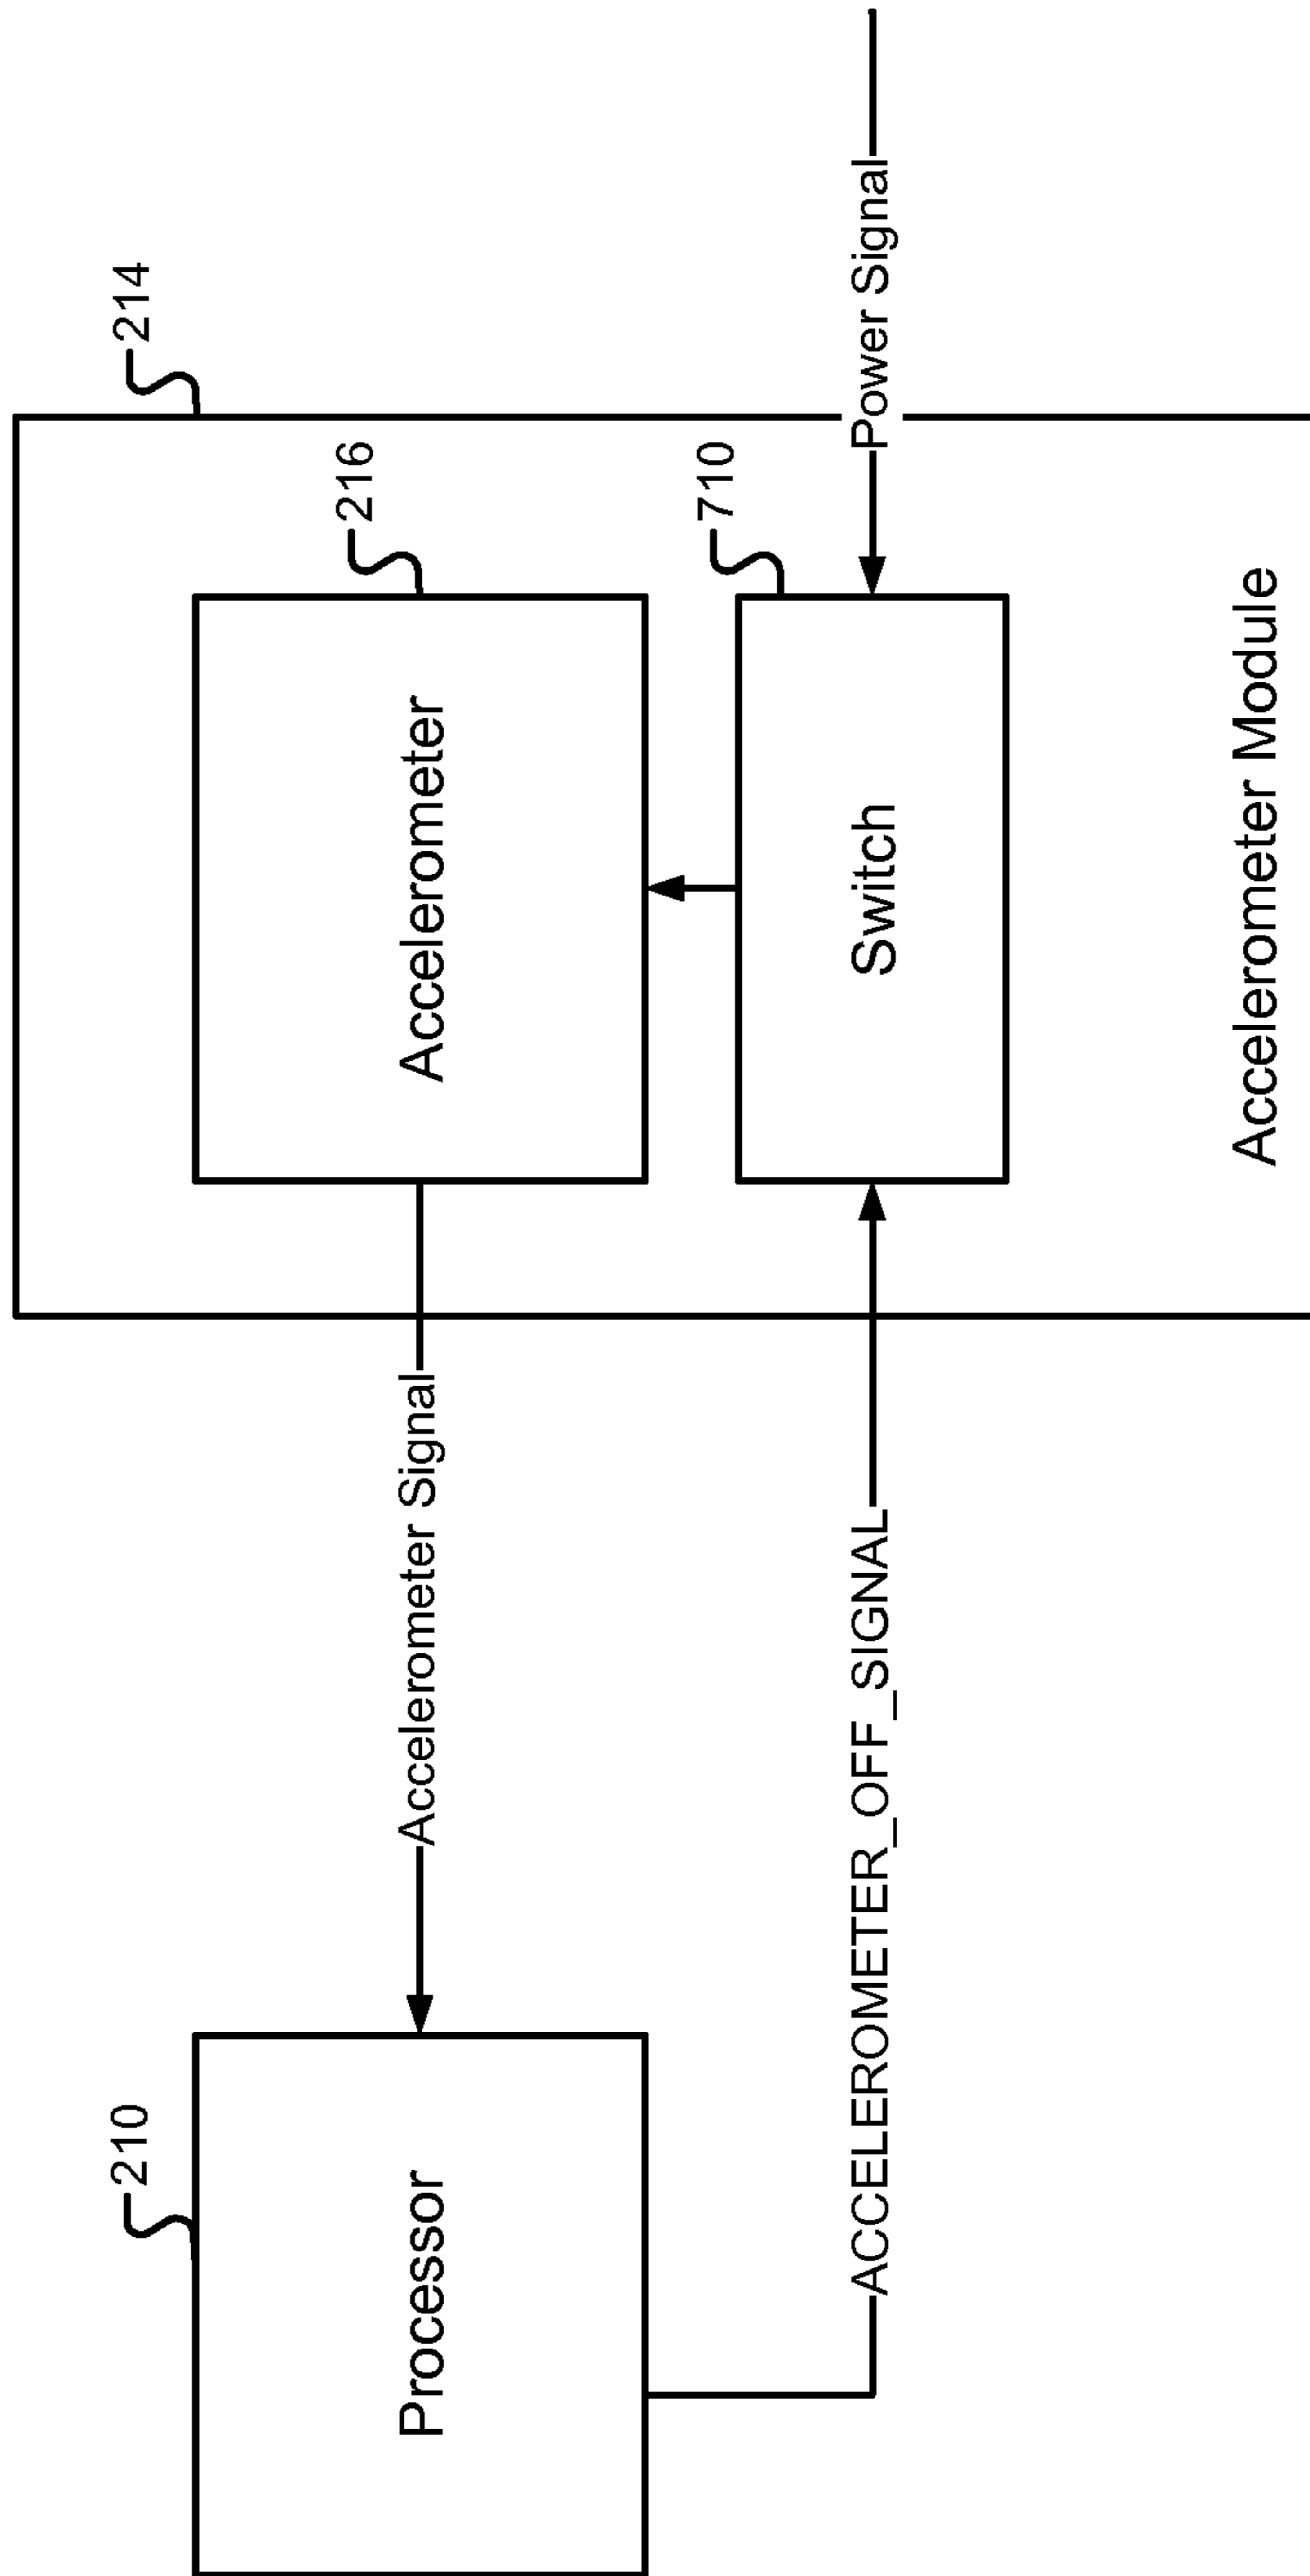 210
Processor
Accelerometer Signal
ACCELEROMETER_OFF_SIGNAL
214
216
Accelerometer
710
Switch
Power Signal
Accelerometer Module